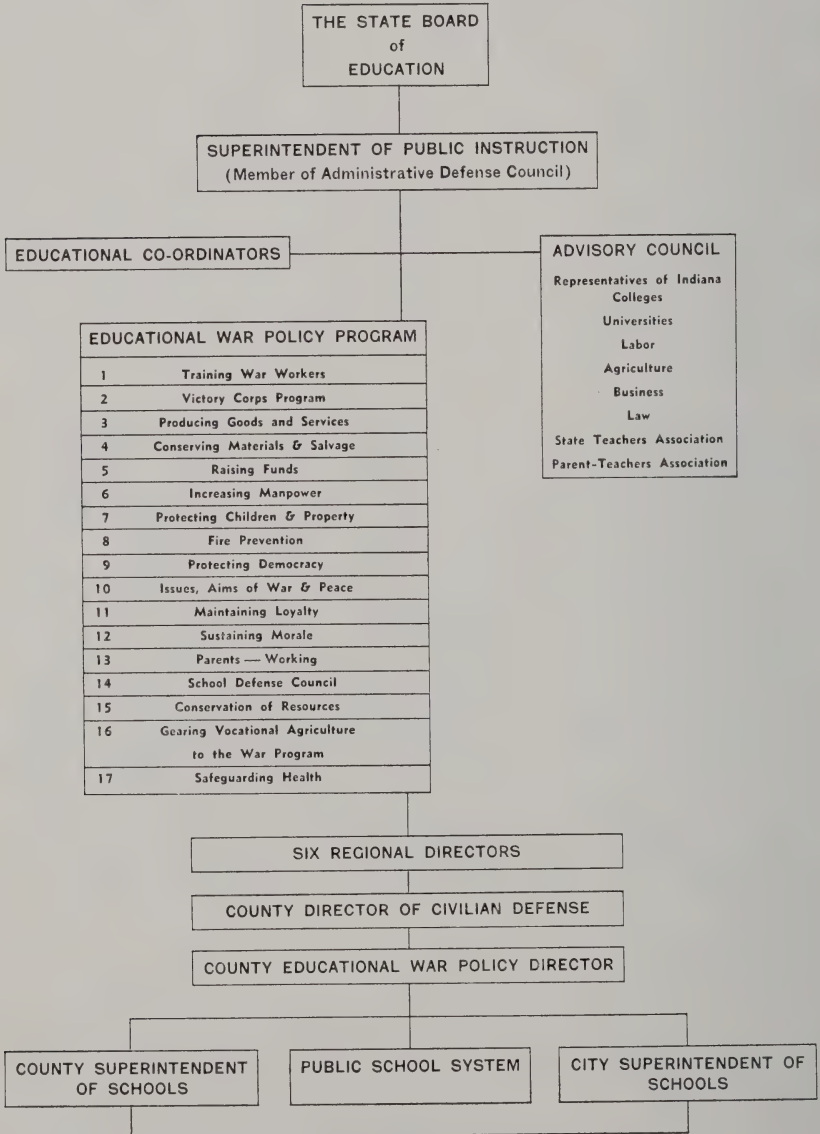 THE STATE BOARD
of
EDUCATION
SUPERINTENDENT OF PUBLIC INSTRUCTION
(Member of Administrative Defense Council)
EDUCATIONAL CO-ORDINATORS
ADVISORY COUNCIL
Representatives of Indiana
Colleges
Universities
Labor
Agriculture
Business
Law
State Teachers Association
Parent-Teachers Association
EDUCATIONAL WAR POLICY PROGRAM
1 Training War Workers
2 Victory Corps Program
3 Producing Goods and Services
4 Conserving Materials & Salvage
5 Raising Funds
6 Increasing Manpower
7 Protecting Children & Property
8 Fire Prevention
9 Protecting Democracy
10 Issues, Aims of War & Peace
11 Maintaining Loyalty
12 Sustaining Morale
13 Parents — Working
14 School Defense Council
15 Conservation of Resources
16 Gearing Vocational Agriculture
to the War Program
17 Safeguarding Health
SIX REGIONAL DIRECTORS
COUNTY DIRECTOR OF CIVILIAN DEFENSE
COUNTY EDUCATIONAL WAR POLICY DIRECTOR
COUNTY SUPERINTENDENT
OF SCHOOLS
PUBLIC SCHOOL SYSTEM
CITY SUPERINTENDENT OF
SCHOOLS